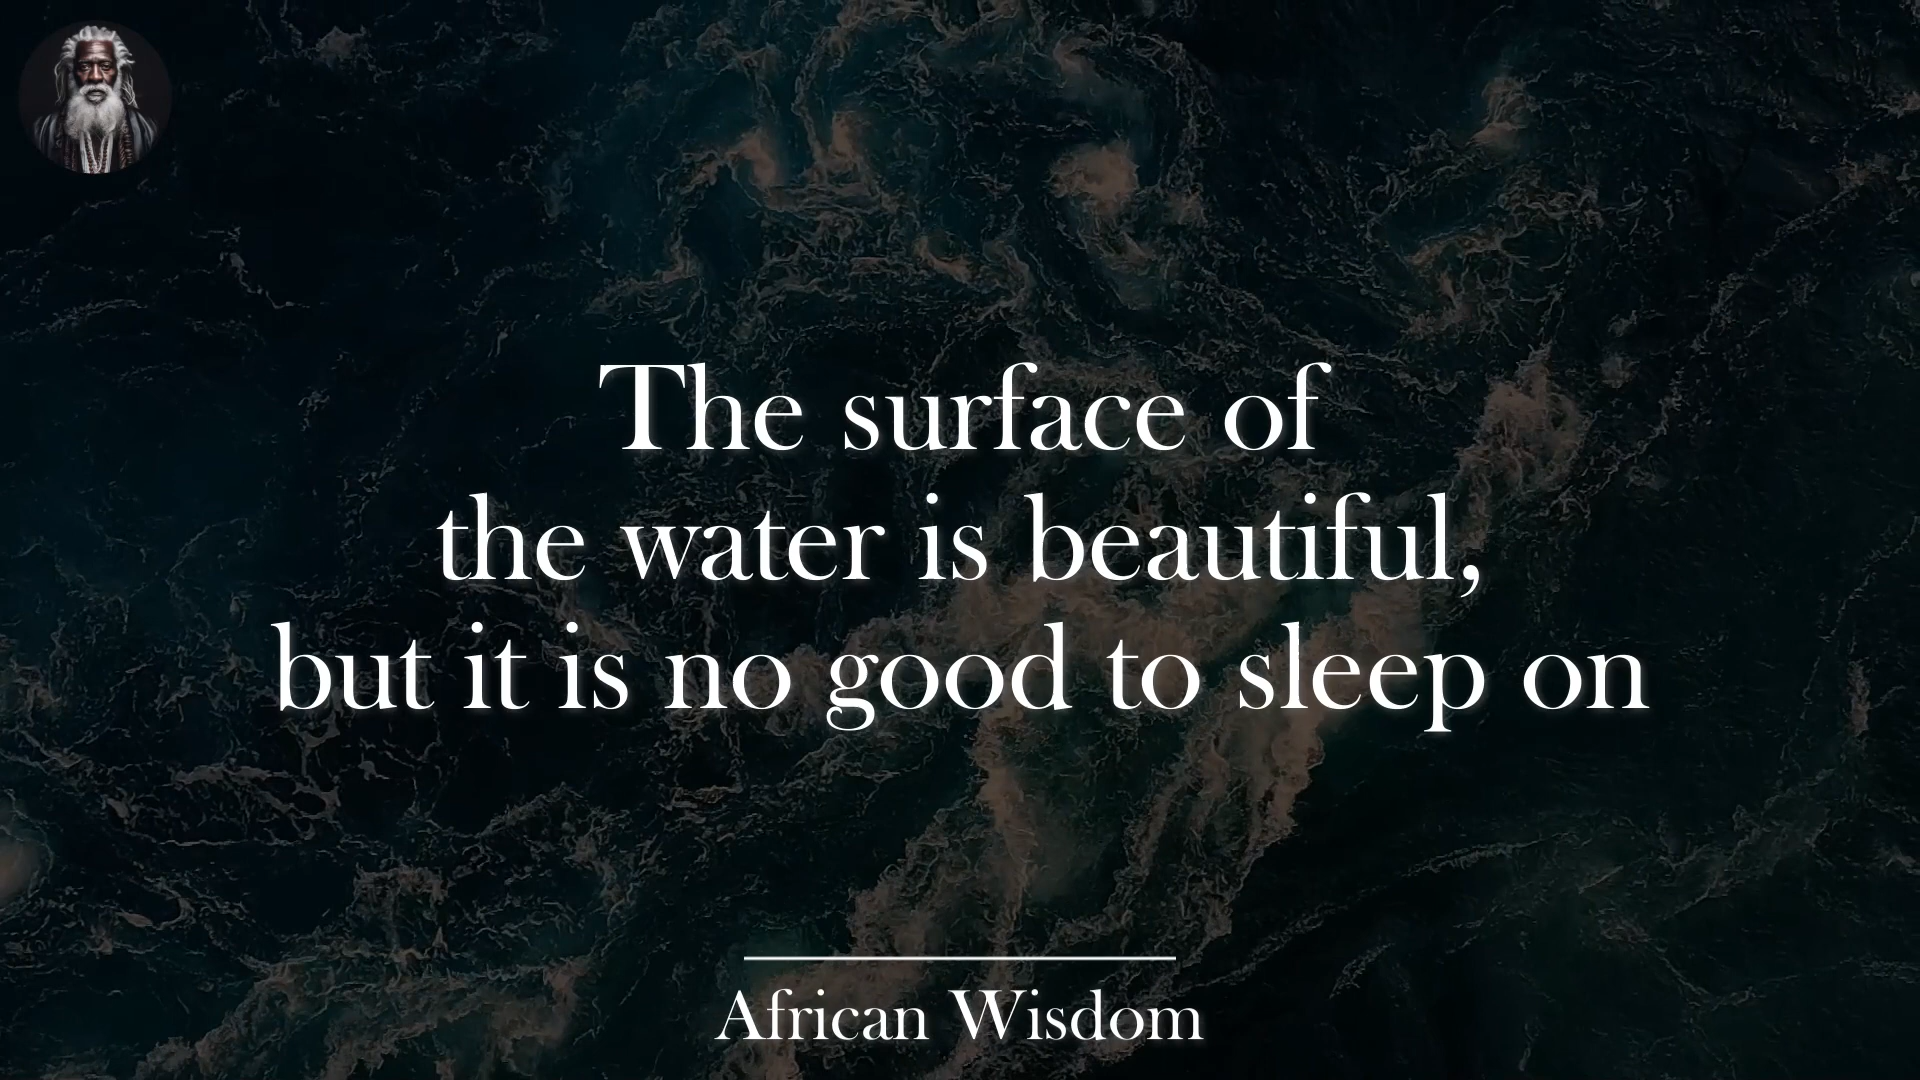 The surface of
the water is beautiful,
but it is no good to sleep on
African Wisdom